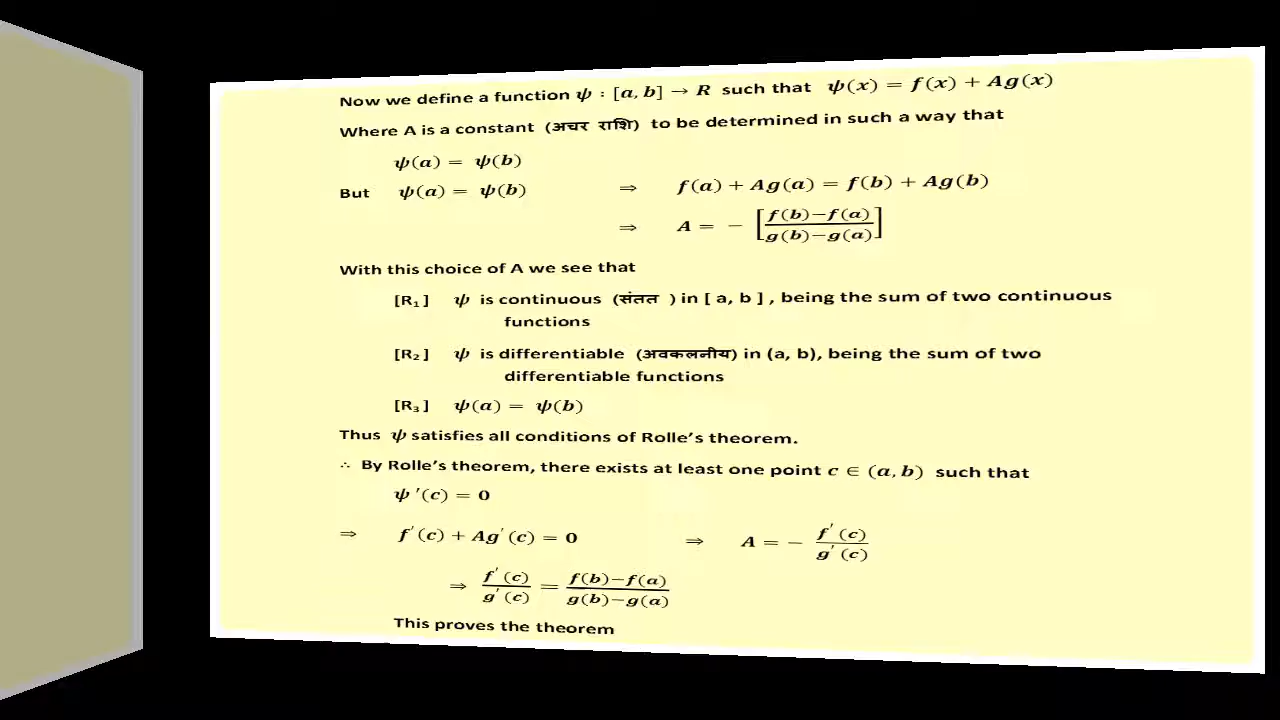 Now we define a function ψ : [a, b] → R such that ψ(x) = f(x) + Ag(x)
Where A is a constant (अचर राशि) to be determined in such a way that
ψ(a) = ψ(b)
But ψ(a) = ψ(b) ⇒ f(a) + Ag(a) = f(b) + Ag(b)
⇒ A = − [f(b)−f(a) / g(b)−g(a)]
With this choice of A we see that
[R₁] ψ is continuous (संतत ) in [ a, b ] , being the sum of two continuous
functions
[R₂] ψ is differentiable (अवकलनीय) in (a, b), being the sum of two
differentiable functions
[R₃] ψ(a) = ψ(b)
Thus ψ satisfies all conditions of Rolle’s theorem.
∴ By Rolle’s theorem, there exists at least one point c ∈ (a, b) such that
ψ ′(c) = 0
⇒ f′(c) + Ag′(c) = 0 ⇒ A = − f′(c) / g′(c)
⇒ f′(c) / g′(c) = f(b)−f(a) / g(b)−g(a)
This proves the theorem